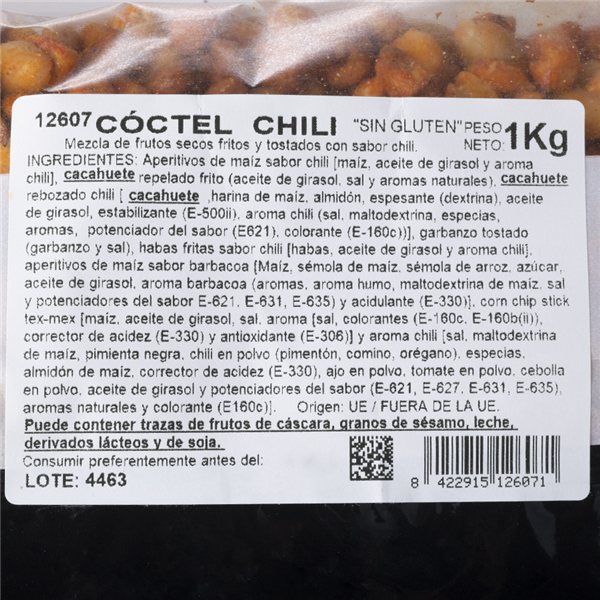 12607 CÓCTEL CHILI "SIN GLUTEN" PESO NETO: 1Kg
Mezcla de frutos secos fritos y tostados con sabor chili.
INGREDIENTES: Aperitivos de maíz sabor chili [maíz, aceite de girasol y aroma
chili], cacahuete repelado frito (aceite de girasol, sal y aromas naturales), cacahuete
rebozado chili [ cacahuete ,harina de maíz, almidón, espesante (dextrina), aceite
de girasol, estabilizante (E-500ii), aroma chili (sal, maltodextrina, especias,
aromas, potenciador del sabor (E621), colorante (E-160c))], garbanzo tostado
(garbanzo y sal), habas fritas sabor chili [habas, aceite de girasol y aroma chili],
aperitivos de maíz sabor barbacoa [Maíz, sémola de maíz, sémola de arroz, azúcar,
aceite de girasol, aroma barbacoa (aromas, aroma humo, maltodextrina de maíz, sal
y potenciadores del sabor E-621, E-631, E-635) y acidulante (E-330)], corn chip stick
tex-mex [maíz, aceite de girasol, sal, aroma [sal, colorantes (E-160c, E-160b(ii)),
corrector de acidez (E-330) y antioxidante (E-306)] y aroma chili [sal, maltodextrina
de maíz, pimienta negra, chili en polvo (pimentón, comino, orégano), especias,
almidón de maíz, corrector de acidez (E-330), ajo en polvo, tomate en polvo, cebolla
en polvo, aceite de girasol y potenciadores del sabor (E-621, E-627, E-631, E-635),
aromas naturales y colorante (E160c)]. Origen: UE / FUERA DE LA UE.
Puede contener trazas de frutos de cáscara, granos de sésamo, leche,
derivados lácteos y de soja.
Consumir preferentemente antes del:
LOTE: 4463
8 422915 126071